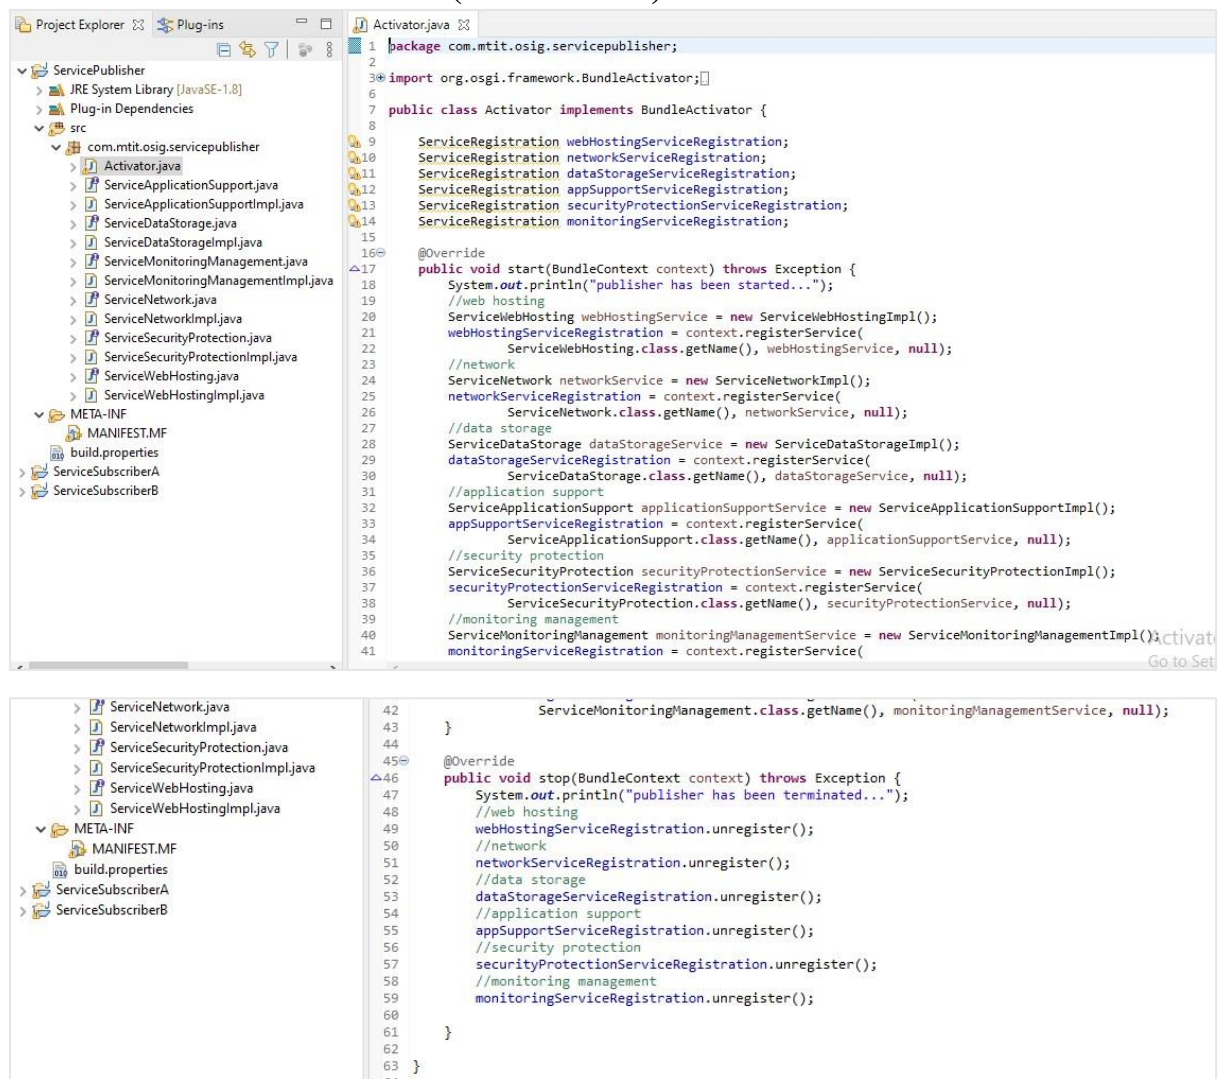 Project Explorer
Plug-ins
ServicePublisher
JRE System Library [JavaSE-1.8]
Plug-in Dependencies
src
com.mtit.osig.servicepublisher
Activator.java
ServiceApplicationSupport.java
ServiceApplicationSupportImpl.java
ServiceDataStorage.java
ServiceDataStorageImpl.java
ServiceMonitoringManagement.java
ServiceMonitoringManagementImpl.java
ServiceNetwork.java
ServiceNetworkImpl.java
ServiceSecurityProtection.java
ServiceSecurityProtectionImpl.java
ServiceWebHosting.java
ServiceWebHostingImpl.java
META-INF
MANIFEST.MF
build.properties
ServiceSubscriberA
ServiceSubscriberB
Activator.java
1 package com.mtit.osig.servicepublisher;
2
3 import org.osgi.framework.BundleActivator;
6
7 public class Activator implements BundleActivator {
8
9 ServiceRegistration webHostingServiceRegistration;
10 ServiceRegistration networkServiceRegistration;
11 ServiceRegistration dataStorageServiceRegistration;
12 ServiceRegistration appSupportServiceRegistration;
13 ServiceRegistration securityProtectionServiceRegistration;
14 ServiceRegistration monitoringServiceRegistration;
15
16 @Override
17 public void start(BundleContext context) throws Exception {
18 System.out.println("publisher has been started...");
19 //web hosting
20 ServiceWebHosting webHostingService = new ServiceWebHostingImpl();
21 webHostingServiceRegistration = context.registerService(
22 ServiceWebHosting.class.getName(), webHostingService, null);
23 //network
24 ServiceNetwork networkService = new ServiceNetworkImpl();
25 networkServiceRegistration = context.registerService(
26 ServiceNetwork.class.getName(), networkService, null);
27 //data storage
28 ServiceDataStorage dataStorageService = new ServiceDataStorageImpl();
29 dataStorageServiceRegistration = context.registerService(
30 ServiceDataStorage.class.getName(), dataStorageService, null);
31 //application support
32 ServiceApplicationSupport applicationSupportService = new ServiceApplicationSupportImpl();
33 appSupportServiceRegistration = context.registerService(
34 ServiceApplicationSupport.class.getName(), applicationSupportService, null);
35 //security protection
36 ServiceSecurityProtection securityProtectionService = new ServiceSecurityProtectionImpl();
37 securityProtectionServiceRegistration = context.registerService(
38 ServiceSecurityProtection.class.getName(), securityProtectionService, null);
39 //monitoring management
40 ServiceMonitoringManagement monitoringManagementService = new ServiceMonitoringManagementImpl();
41 monitoringServiceRegistration = context.registerService(
Activat
Go to Set
ServiceNetwork.java
ServiceNetworkImpl.java
ServiceSecurityProtection.java
ServiceSecurityProtectionImpl.java
ServiceWebHosting.java
ServiceWebHostingImpl.java
META-INF
MANIFEST.MF
build.properties
ServiceSubscriberA
ServiceSubscriberB
42 ServiceMonitoringManagement.class.getName(), monitoringManagementService, null);
43 }
44
45 @Override
46 public void stop(BundleContext context) throws Exception {
47 System.out.println("publisher has been terminated...");
48 //web hosting
49 webHostingServiceRegistration.unregister();
50 //network
51 networkServiceRegistration.unregister();
52 //data storage
53 dataStorageServiceRegistration.unregister();
54 //application support
55 appSupportServiceRegistration.unregister();
56 //security protection
57 securityProtectionServiceRegistration.unregister();
58 //monitoring management
59 monitoringServiceRegistration.unregister();
60
61 }
62
63 }